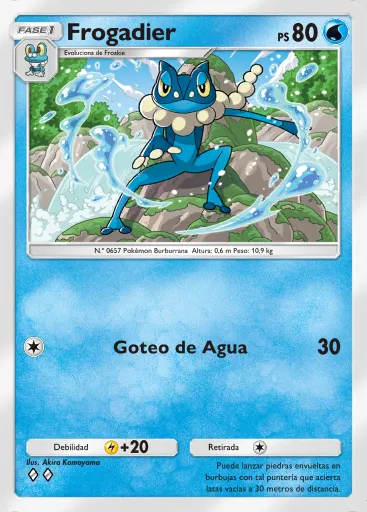 FASE 1
Frogadier
PS 80
Evoluciona de Froakie.
N.º 0657 Pokémon Burburrana Altura: 0,6 m Peso: 10,9 kg
Goteo de Agua 30
Debilidad +20 Retirada
Ilus. Akira Komayama
Puede lanzar piedras envueltas en
burbujas con tal puntería que acierta
latas vacías a 30 metros de distancia.